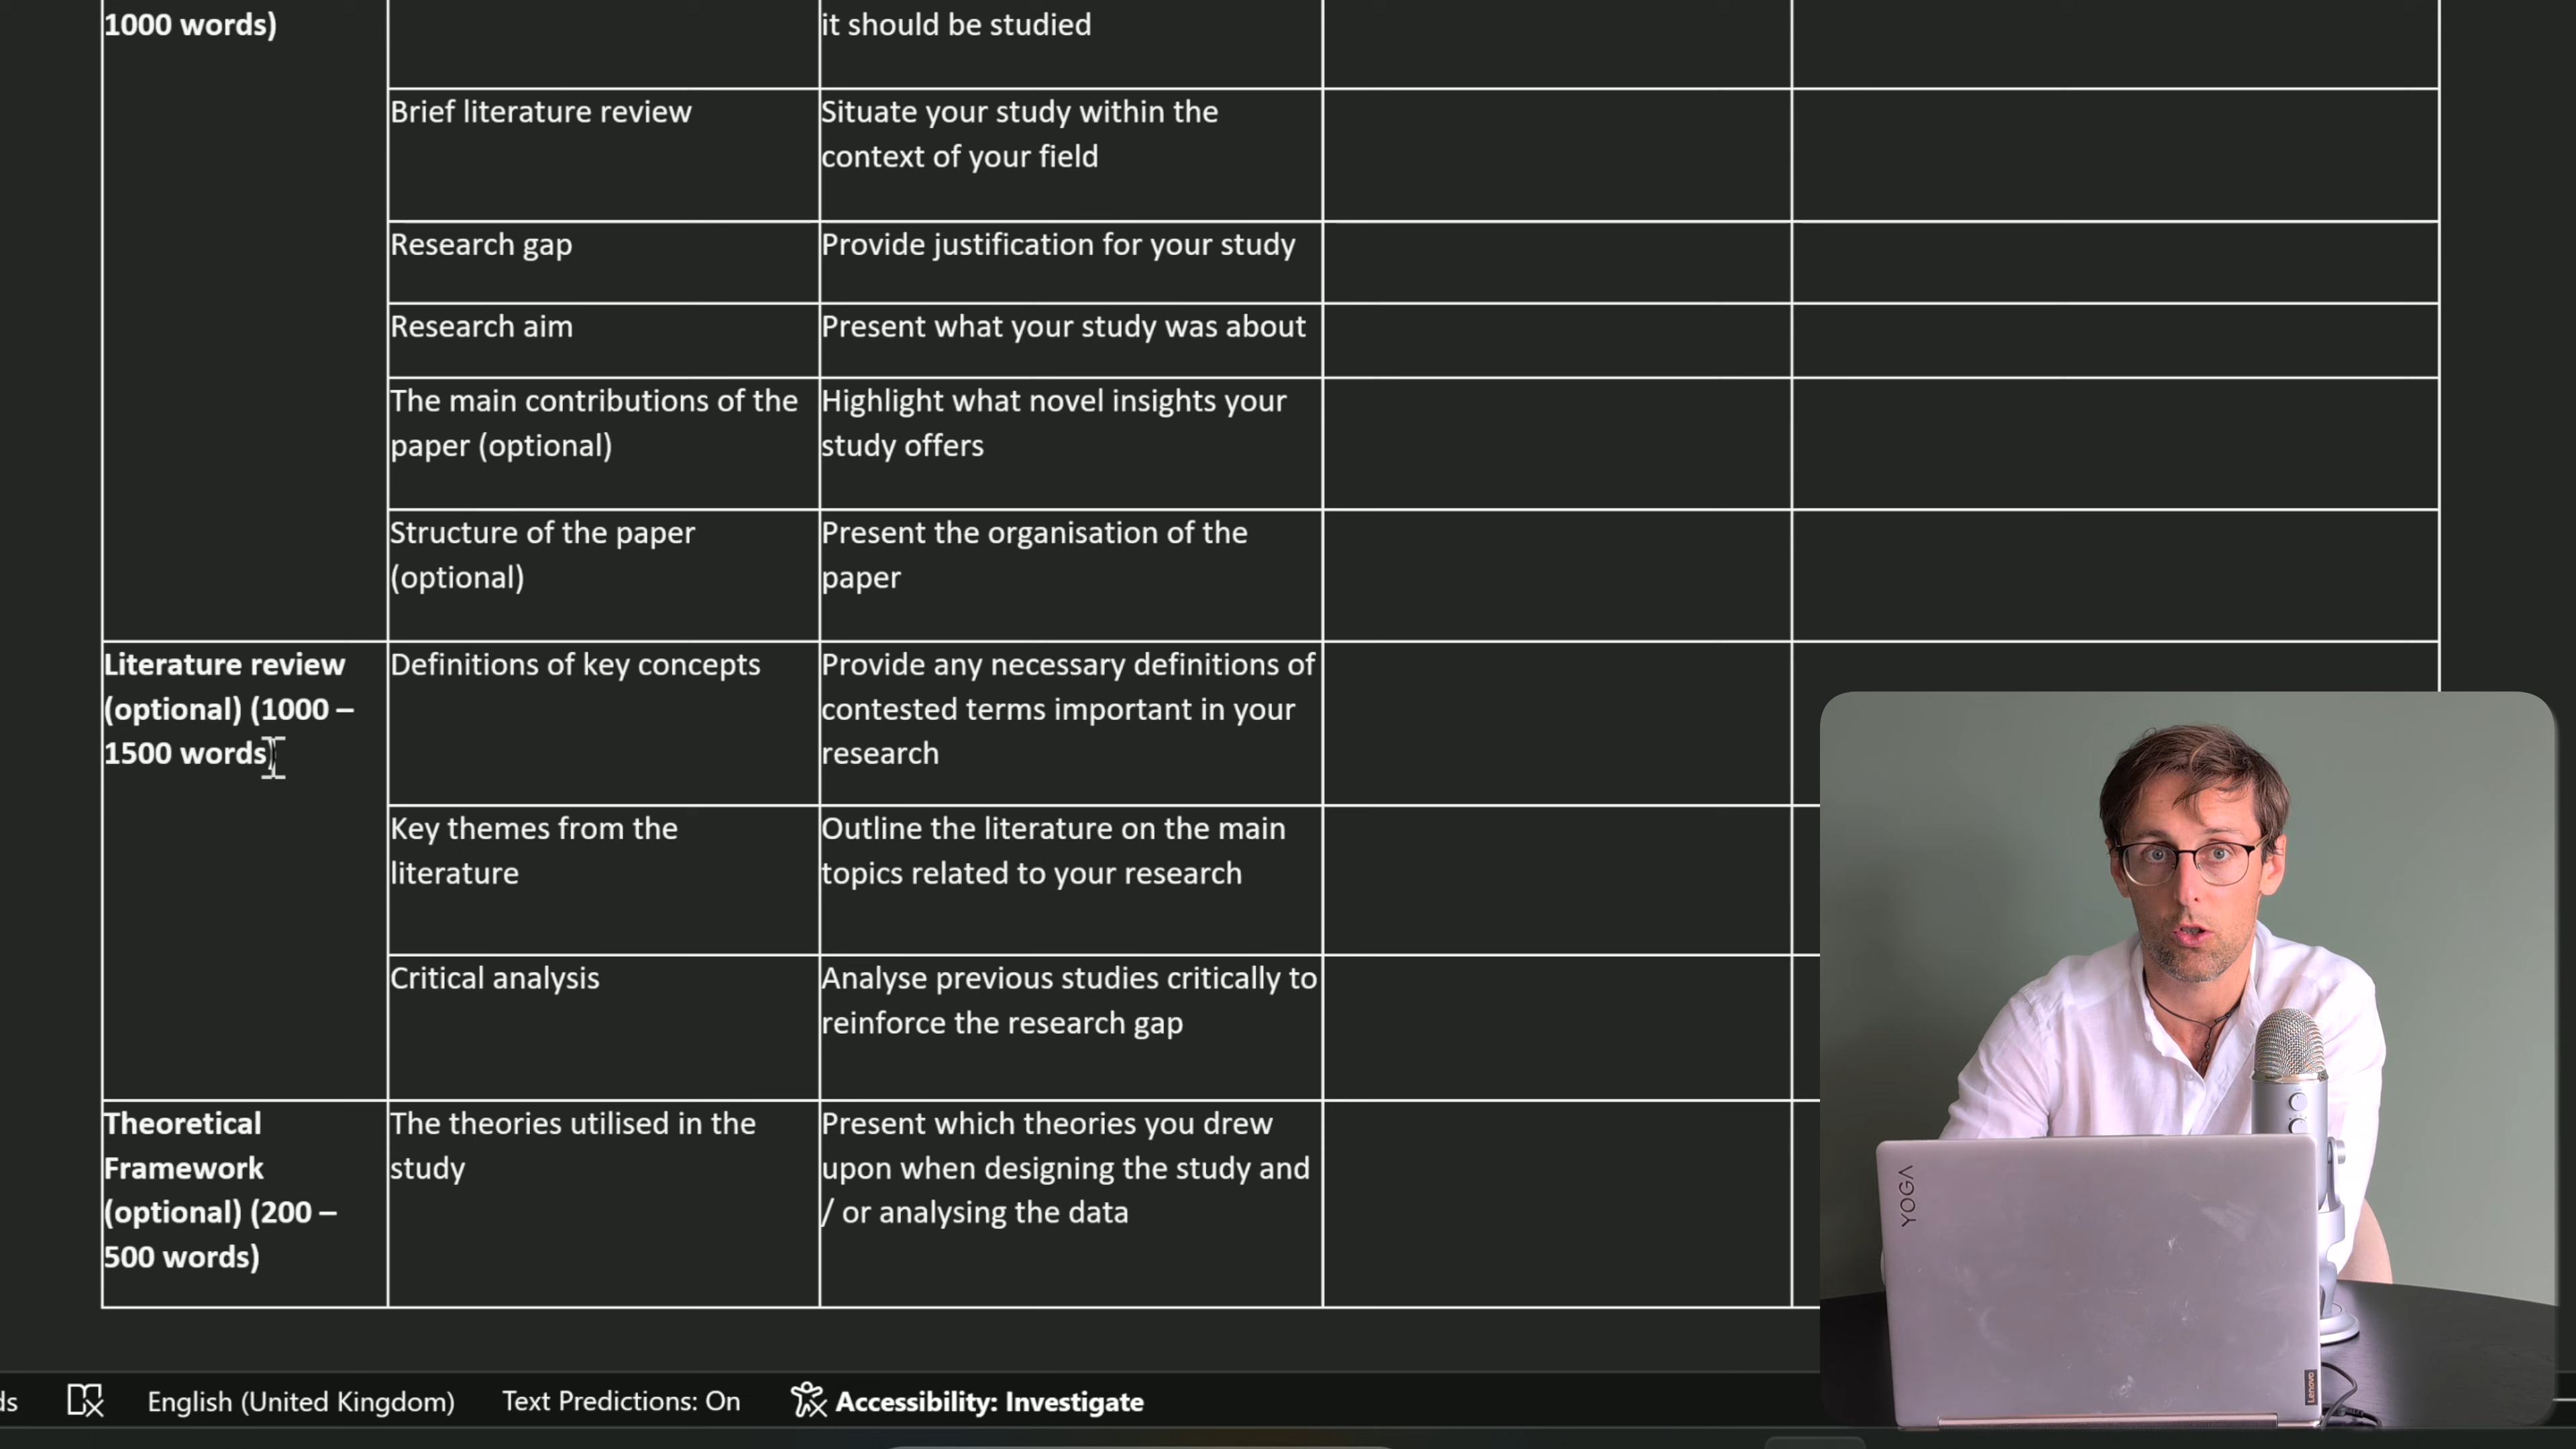 1000 words)
it should be studied
Brief literature review
Situate your study within the
context of your field
Research gap
Provide justification for your study
Research aim
Present what your study was about
The main contributions of the
paper (optional)
Highlight what novel insights your
study offers
Structure of the paper
(optional)
Present the organisation of the
paper
Literature review
(optional) (1000 –
1500 words)
Definitions of key concepts
Provide any necessary definitions of
contested terms important in your
research
Key themes from the
literature
Outline the literature on the main
topics related to your research
Critical analysis
Analyse previous studies critically to
reinforce the research gap
Theoretical
Framework
(optional) (200 –
500 words)
The theories utilised in the
study
Present which theories you drew
upon when designing the study and
/ or analysing the data
YOGA
Lenovo
English (United Kingdom)
Text Predictions: On
Accessibility: Investigate